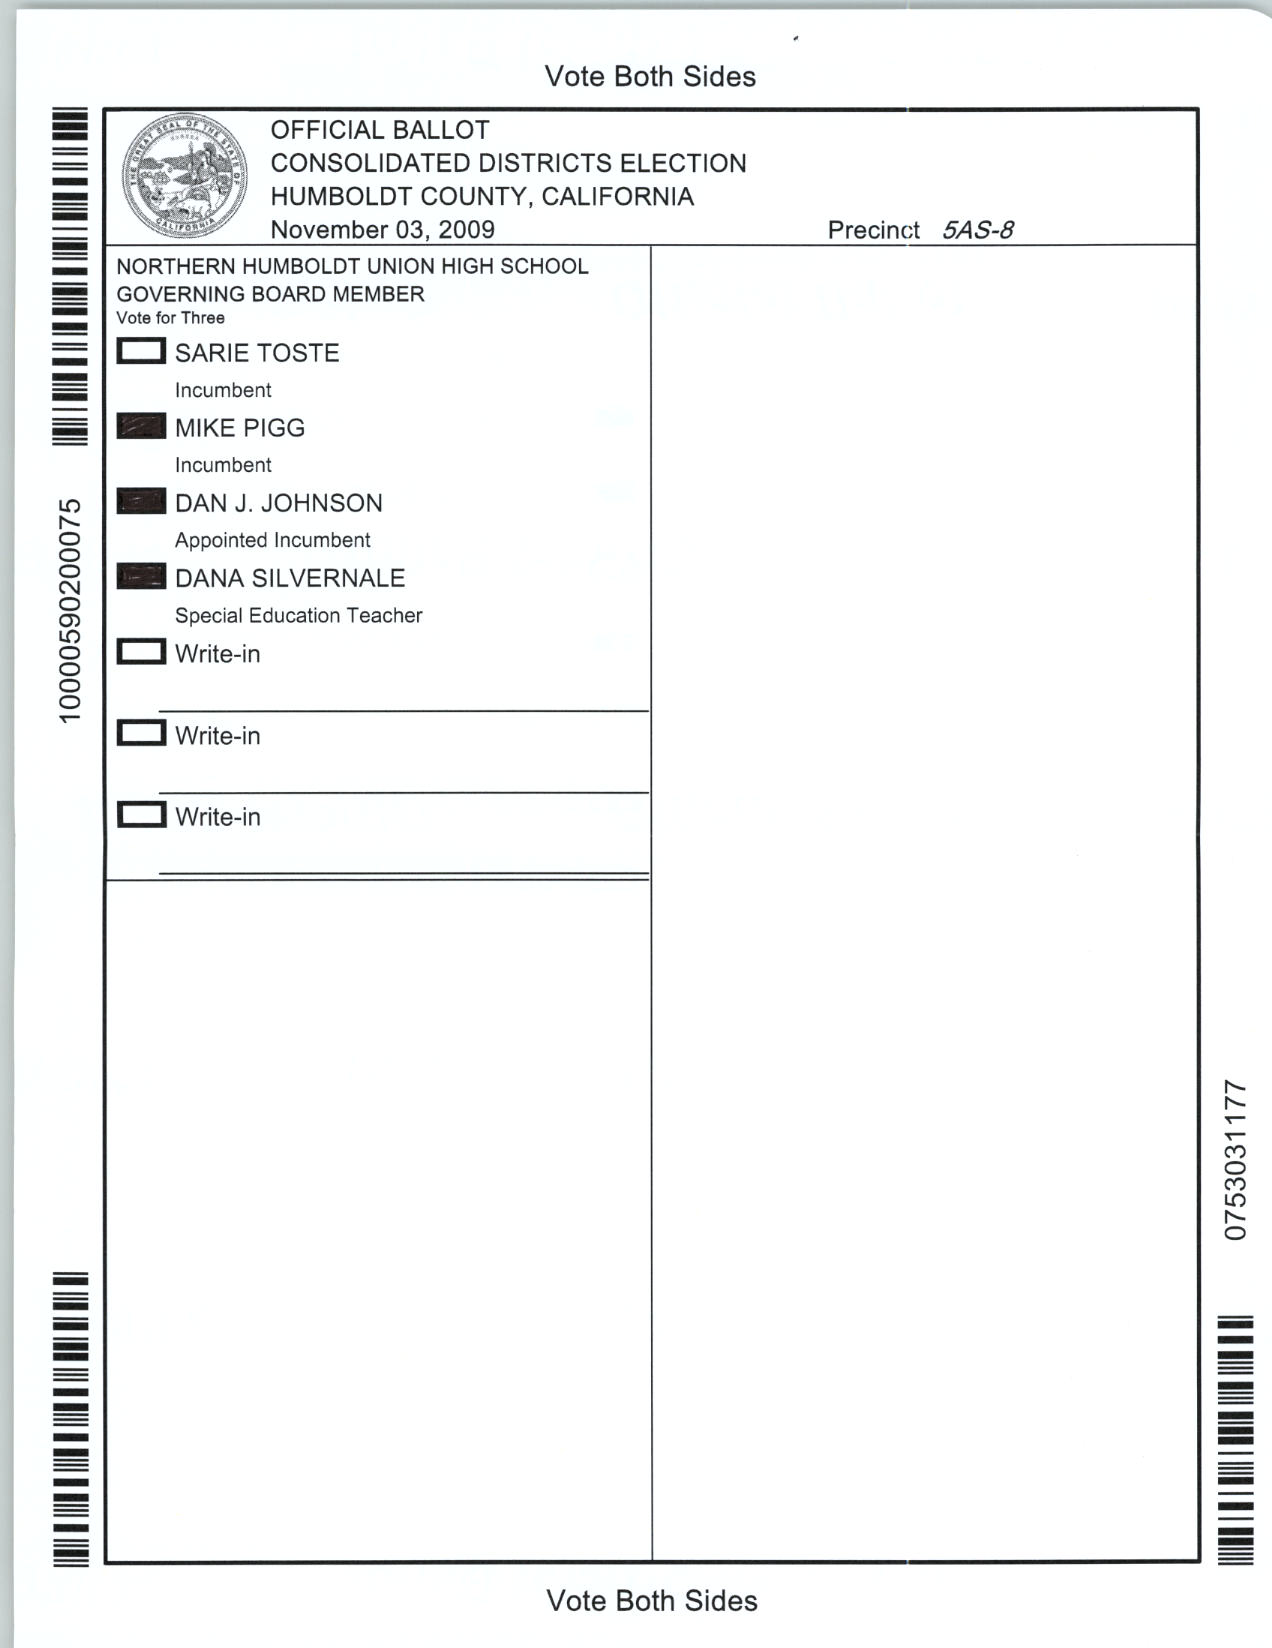 Vote Both Sides
THE GREAT SEAL OF THE STATE OF CALIFORNIA
OFFICIAL BALLOT
CONSOLIDATED DISTRICTS ELECTION
HUMBOLDT COUNTY, CALIFORNIA
November 03, 2009
Precinct 5AS-8
NORTHERN HUMBOLDT UNION HIGH SCHOOL
GOVERNING BOARD MEMBER
Vote for Three
SARIE TOSTE
Incumbent
MIKE PIGG
Incumbent
DAN J. JOHNSON
Appointed Incumbent
DANA SILVERNALE
Special Education Teacher
Write-in
Write-in
Write-in
10000590200075
0753031177
Vote Both Sides